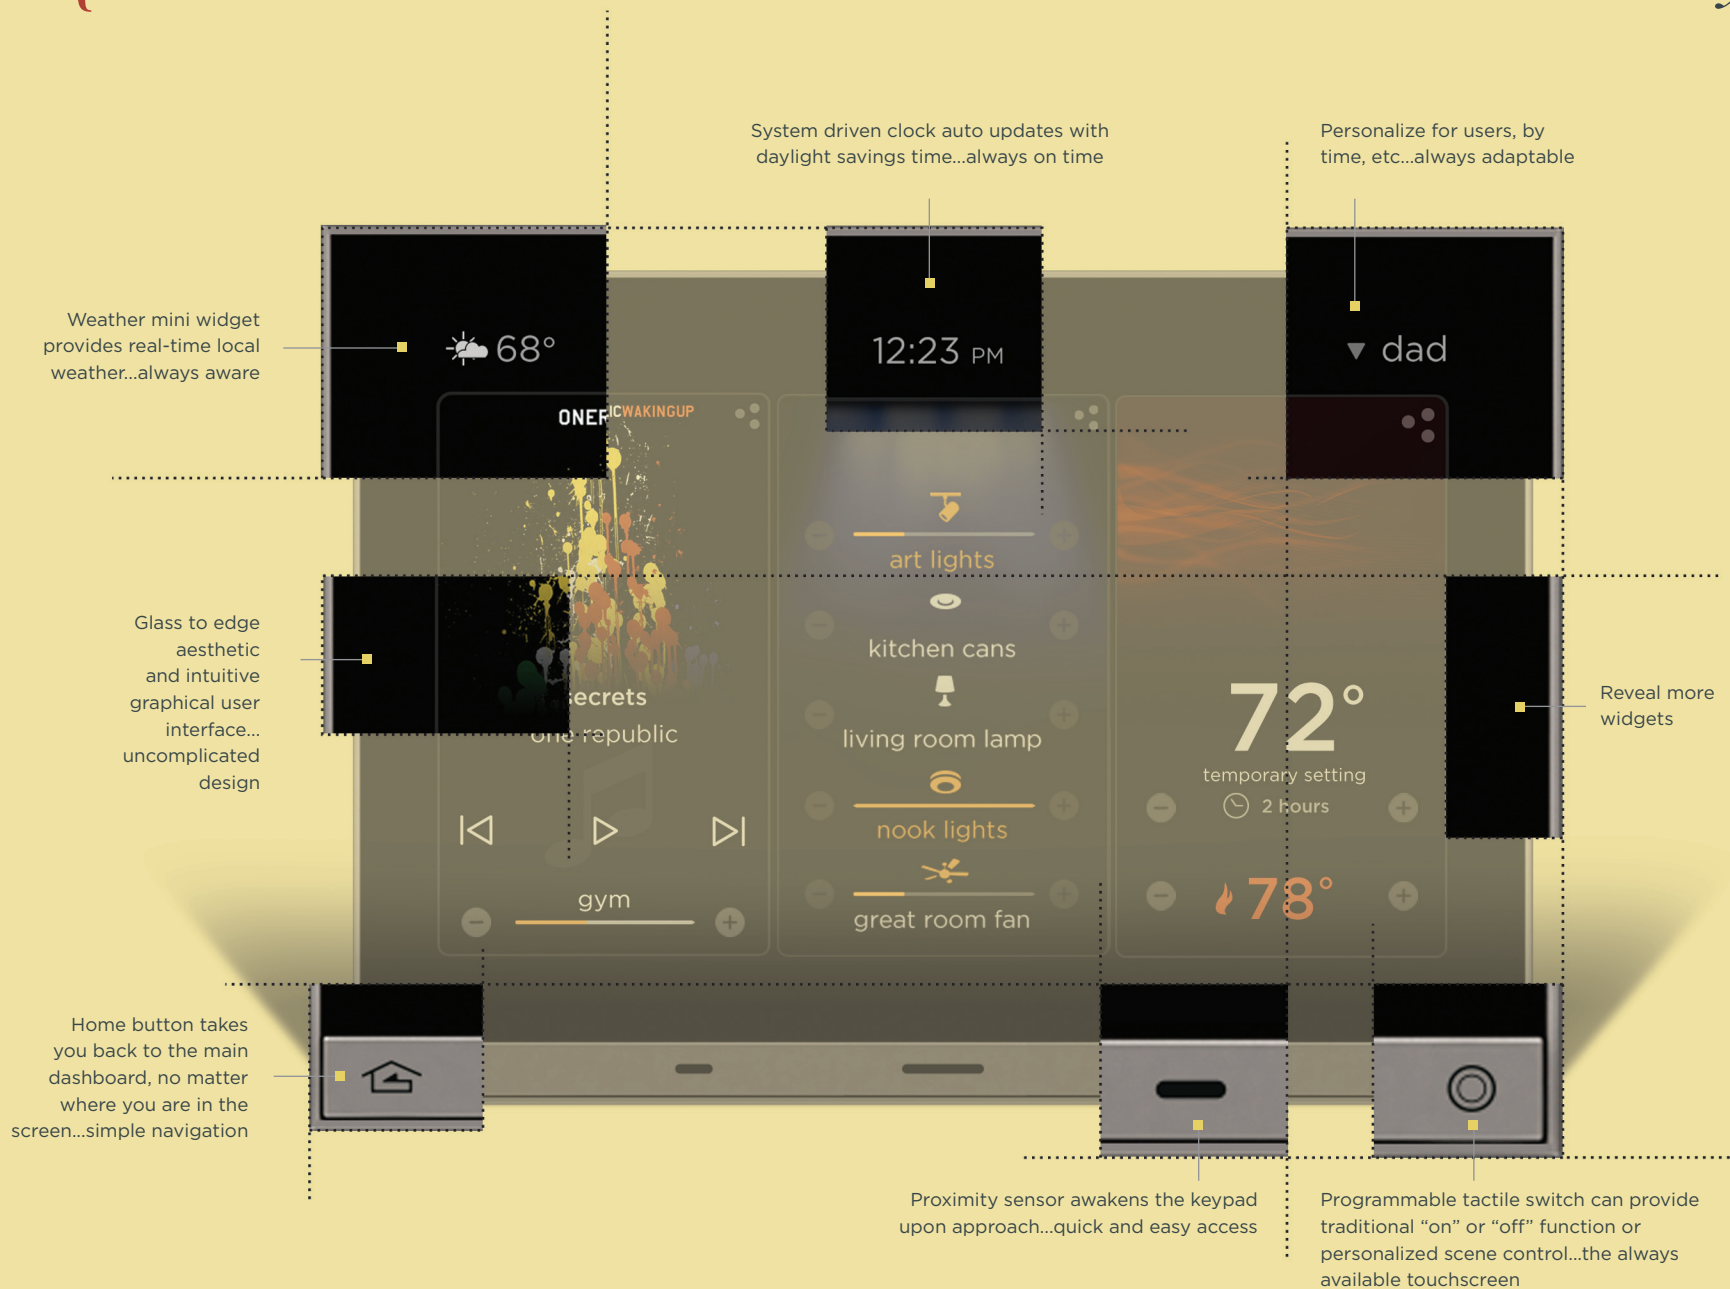 System driven clock auto updates with
daylight savings time...always on time
Personalize for users, by
time, etc...always adaptable
Weather mini widget
provides real-time local
weather...always aware
68°
12:23 PM
dad
WAKINGUP
art lights
kitchen cans
living room lamp
nook lights
great room fan
one republic
gym
72°
temporary setting
2 hours
78°
Glass to edge
aesthetic
and intuitive
graphical user
interface...
uncomplicated
design
Reveal more
widgets
Home button takes
you back to the main
dashboard, no matter
where you are in the
screen...simple navigation
Proximity sensor awakens the keypad
upon approach...quick and easy access
Programmable tactile switch can provide
traditional “on” or “off” function or
personalized scene control...the always
available touchscreen